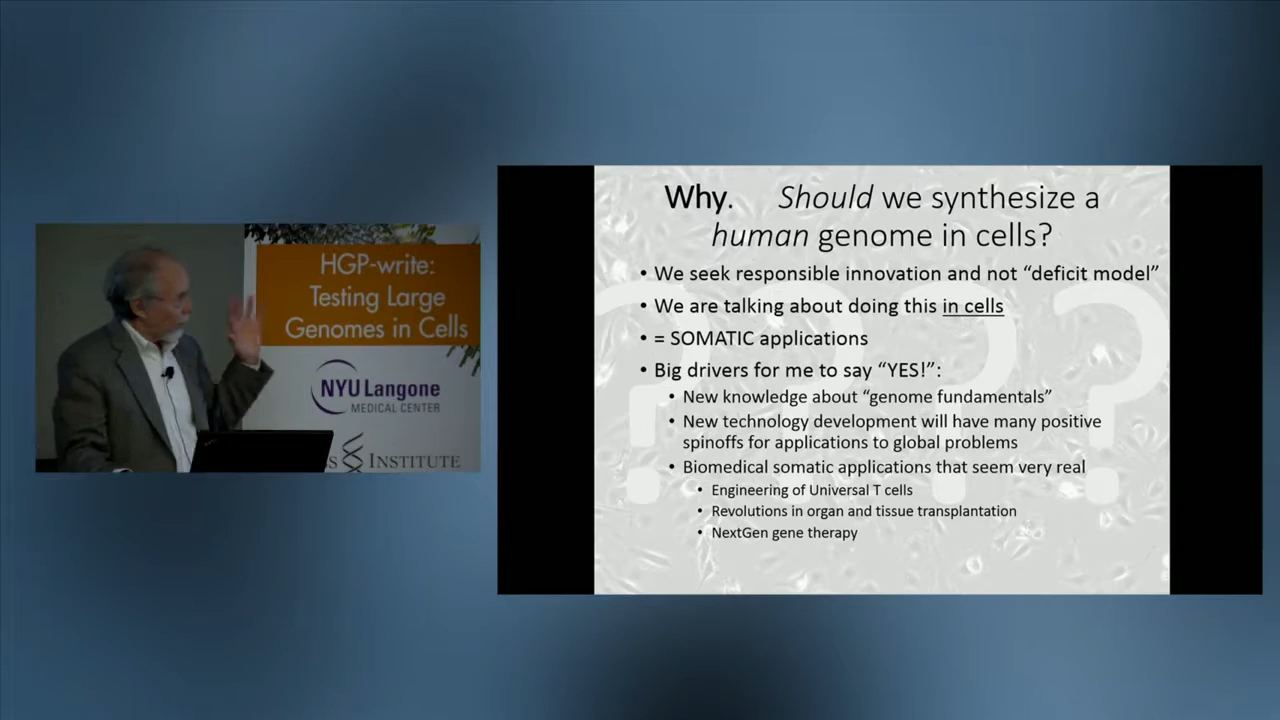 HGP-write:
Testing Large
Genomes in Cells
NYU Langone
MEDICAL CENTER
INSTITUTE
Why. Should we synthesize a
human genome in cells?
• We seek responsible innovation and not “deficit model”
• We are talking about doing this in cells
• = SOMATIC applications
• Big drivers for me to say “YES!”:
• New knowledge about “genome fundamentals”
• New technology development will have many positive
spinoffs for applications to global problems
• Biomedical somatic applications that seem very real
• Engineering of Universal T cells
• Revolutions in organ and tissue transplantation
• NextGen gene therapy
????